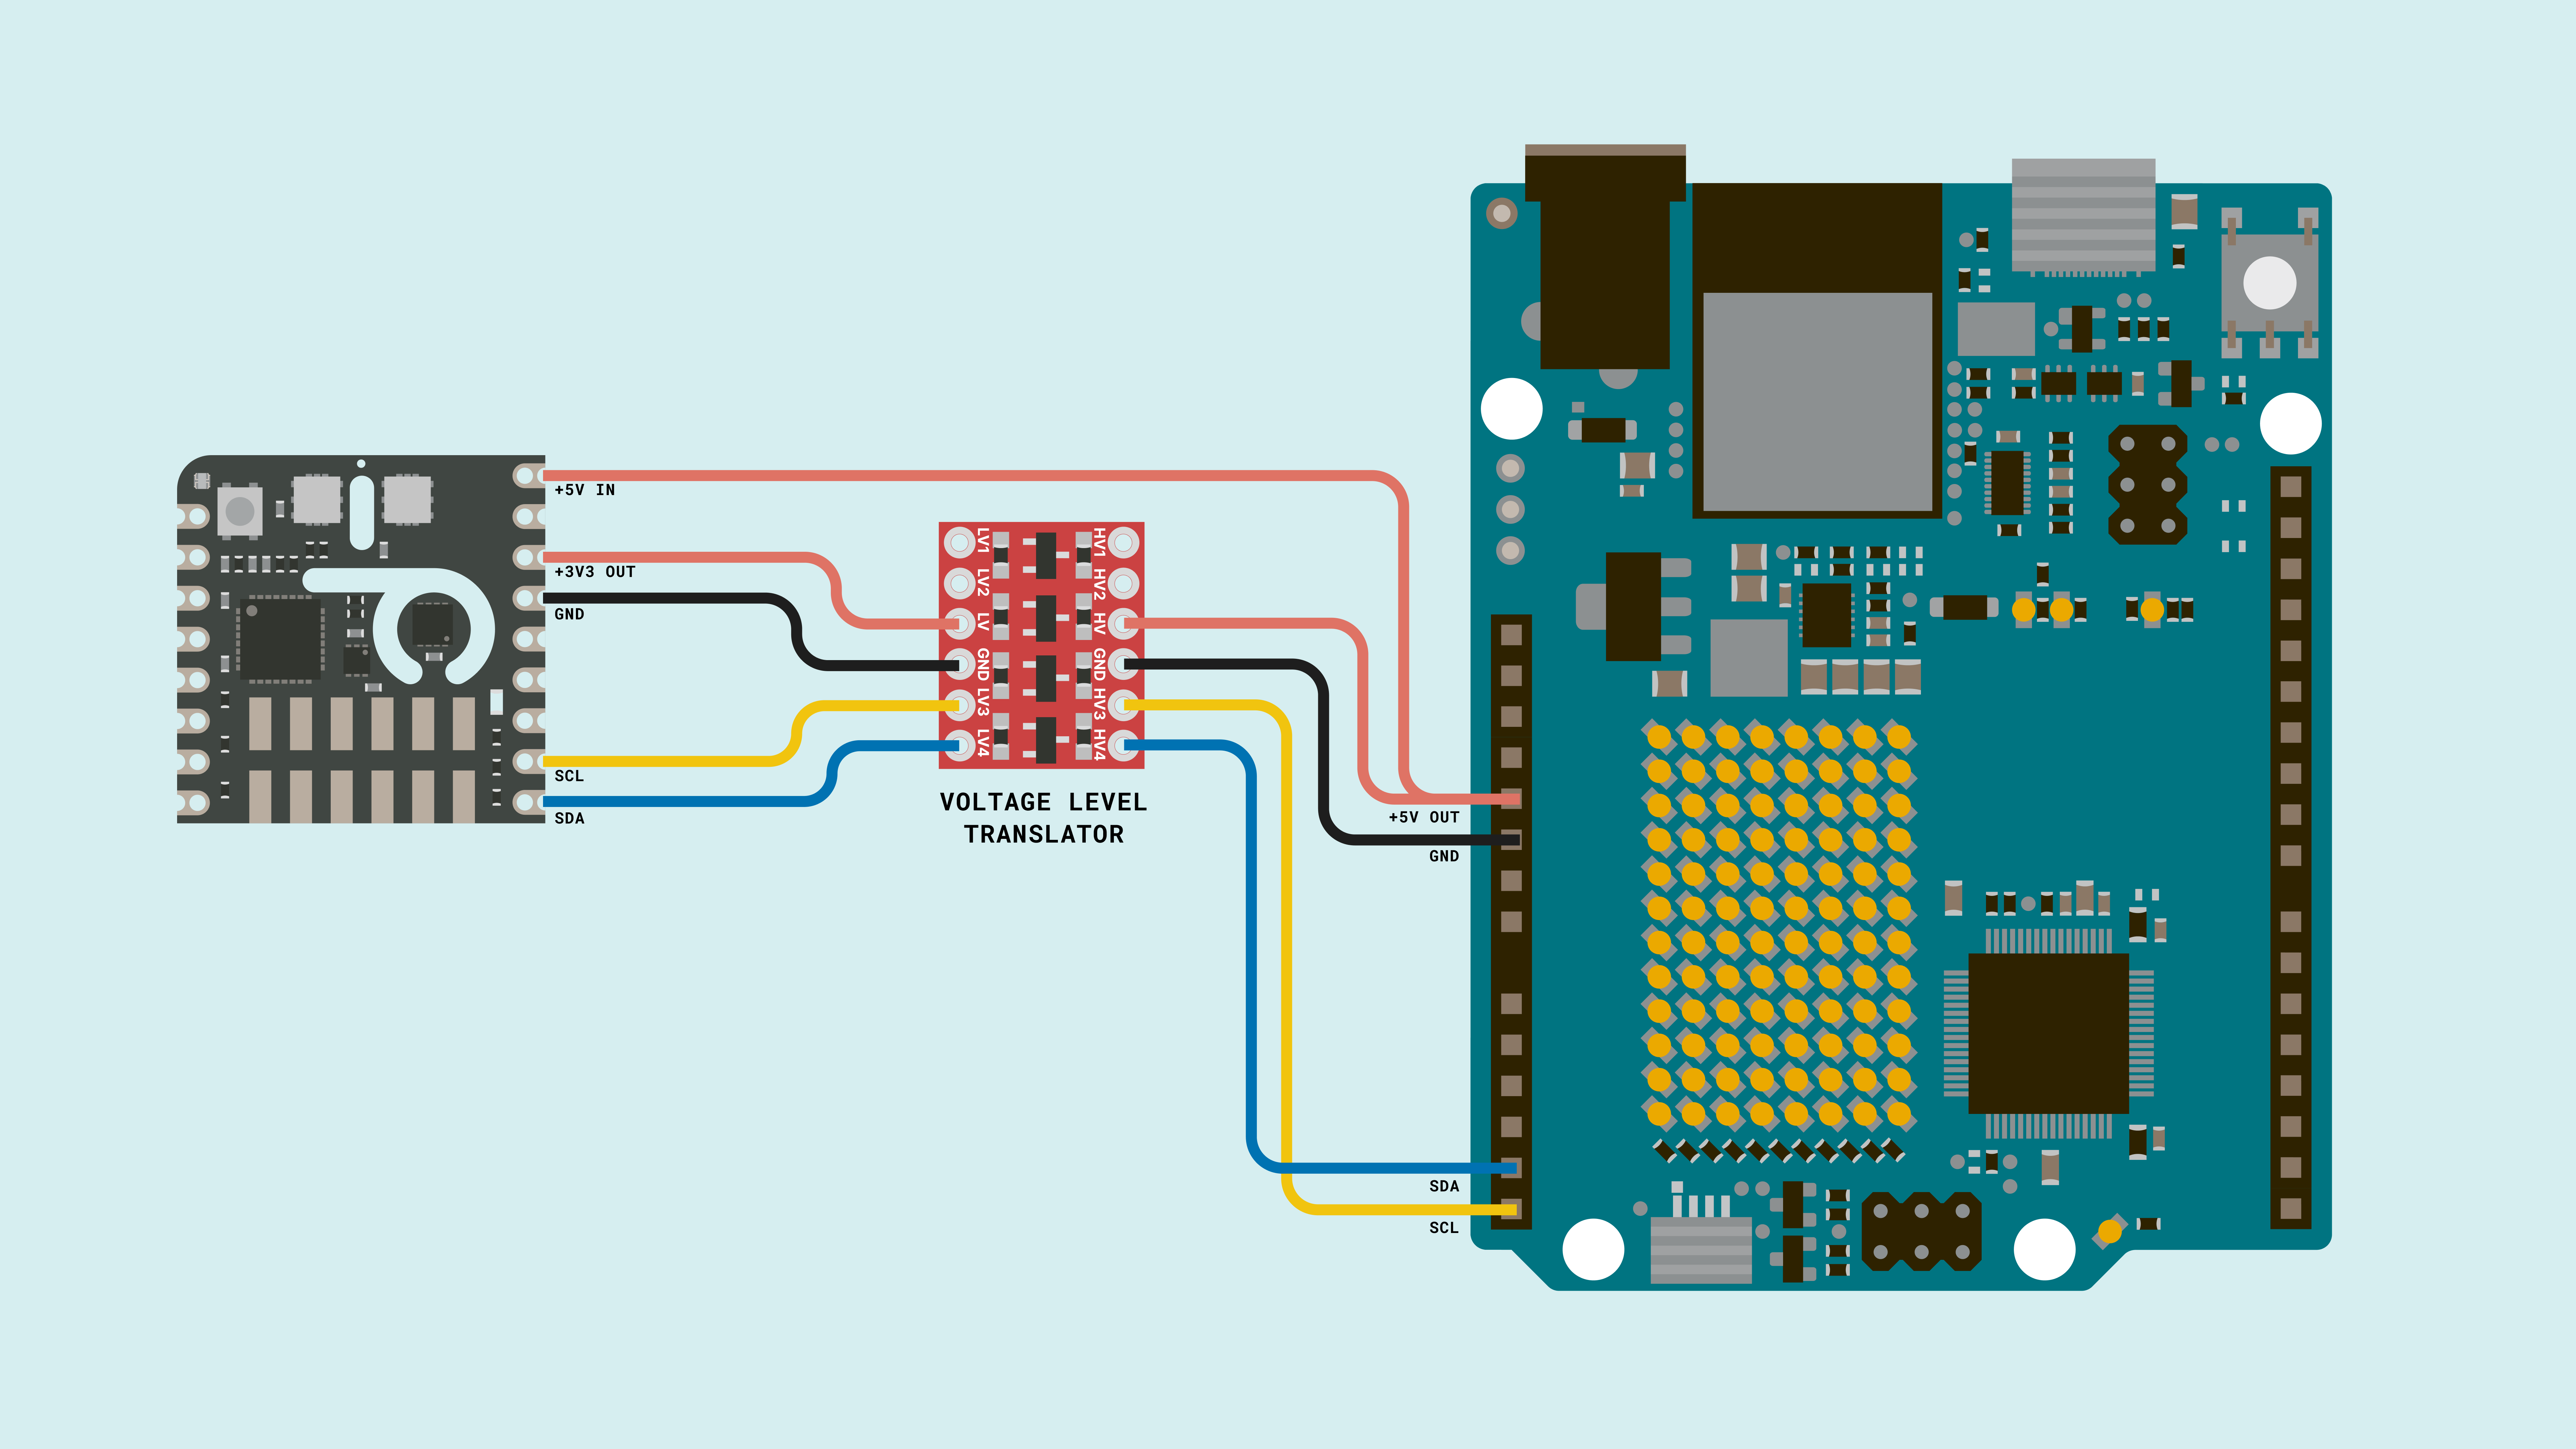 +5V IN
+3V3 OUT
GND
SCL
SDA
LV1
LV2
LV
GND
LV3
LV4
HV1
HV2
HV
GND
HV3
HV4
VOLTAGE LEVEL
TRANSLATOR
+5V OUT
GND
SDA
SCL